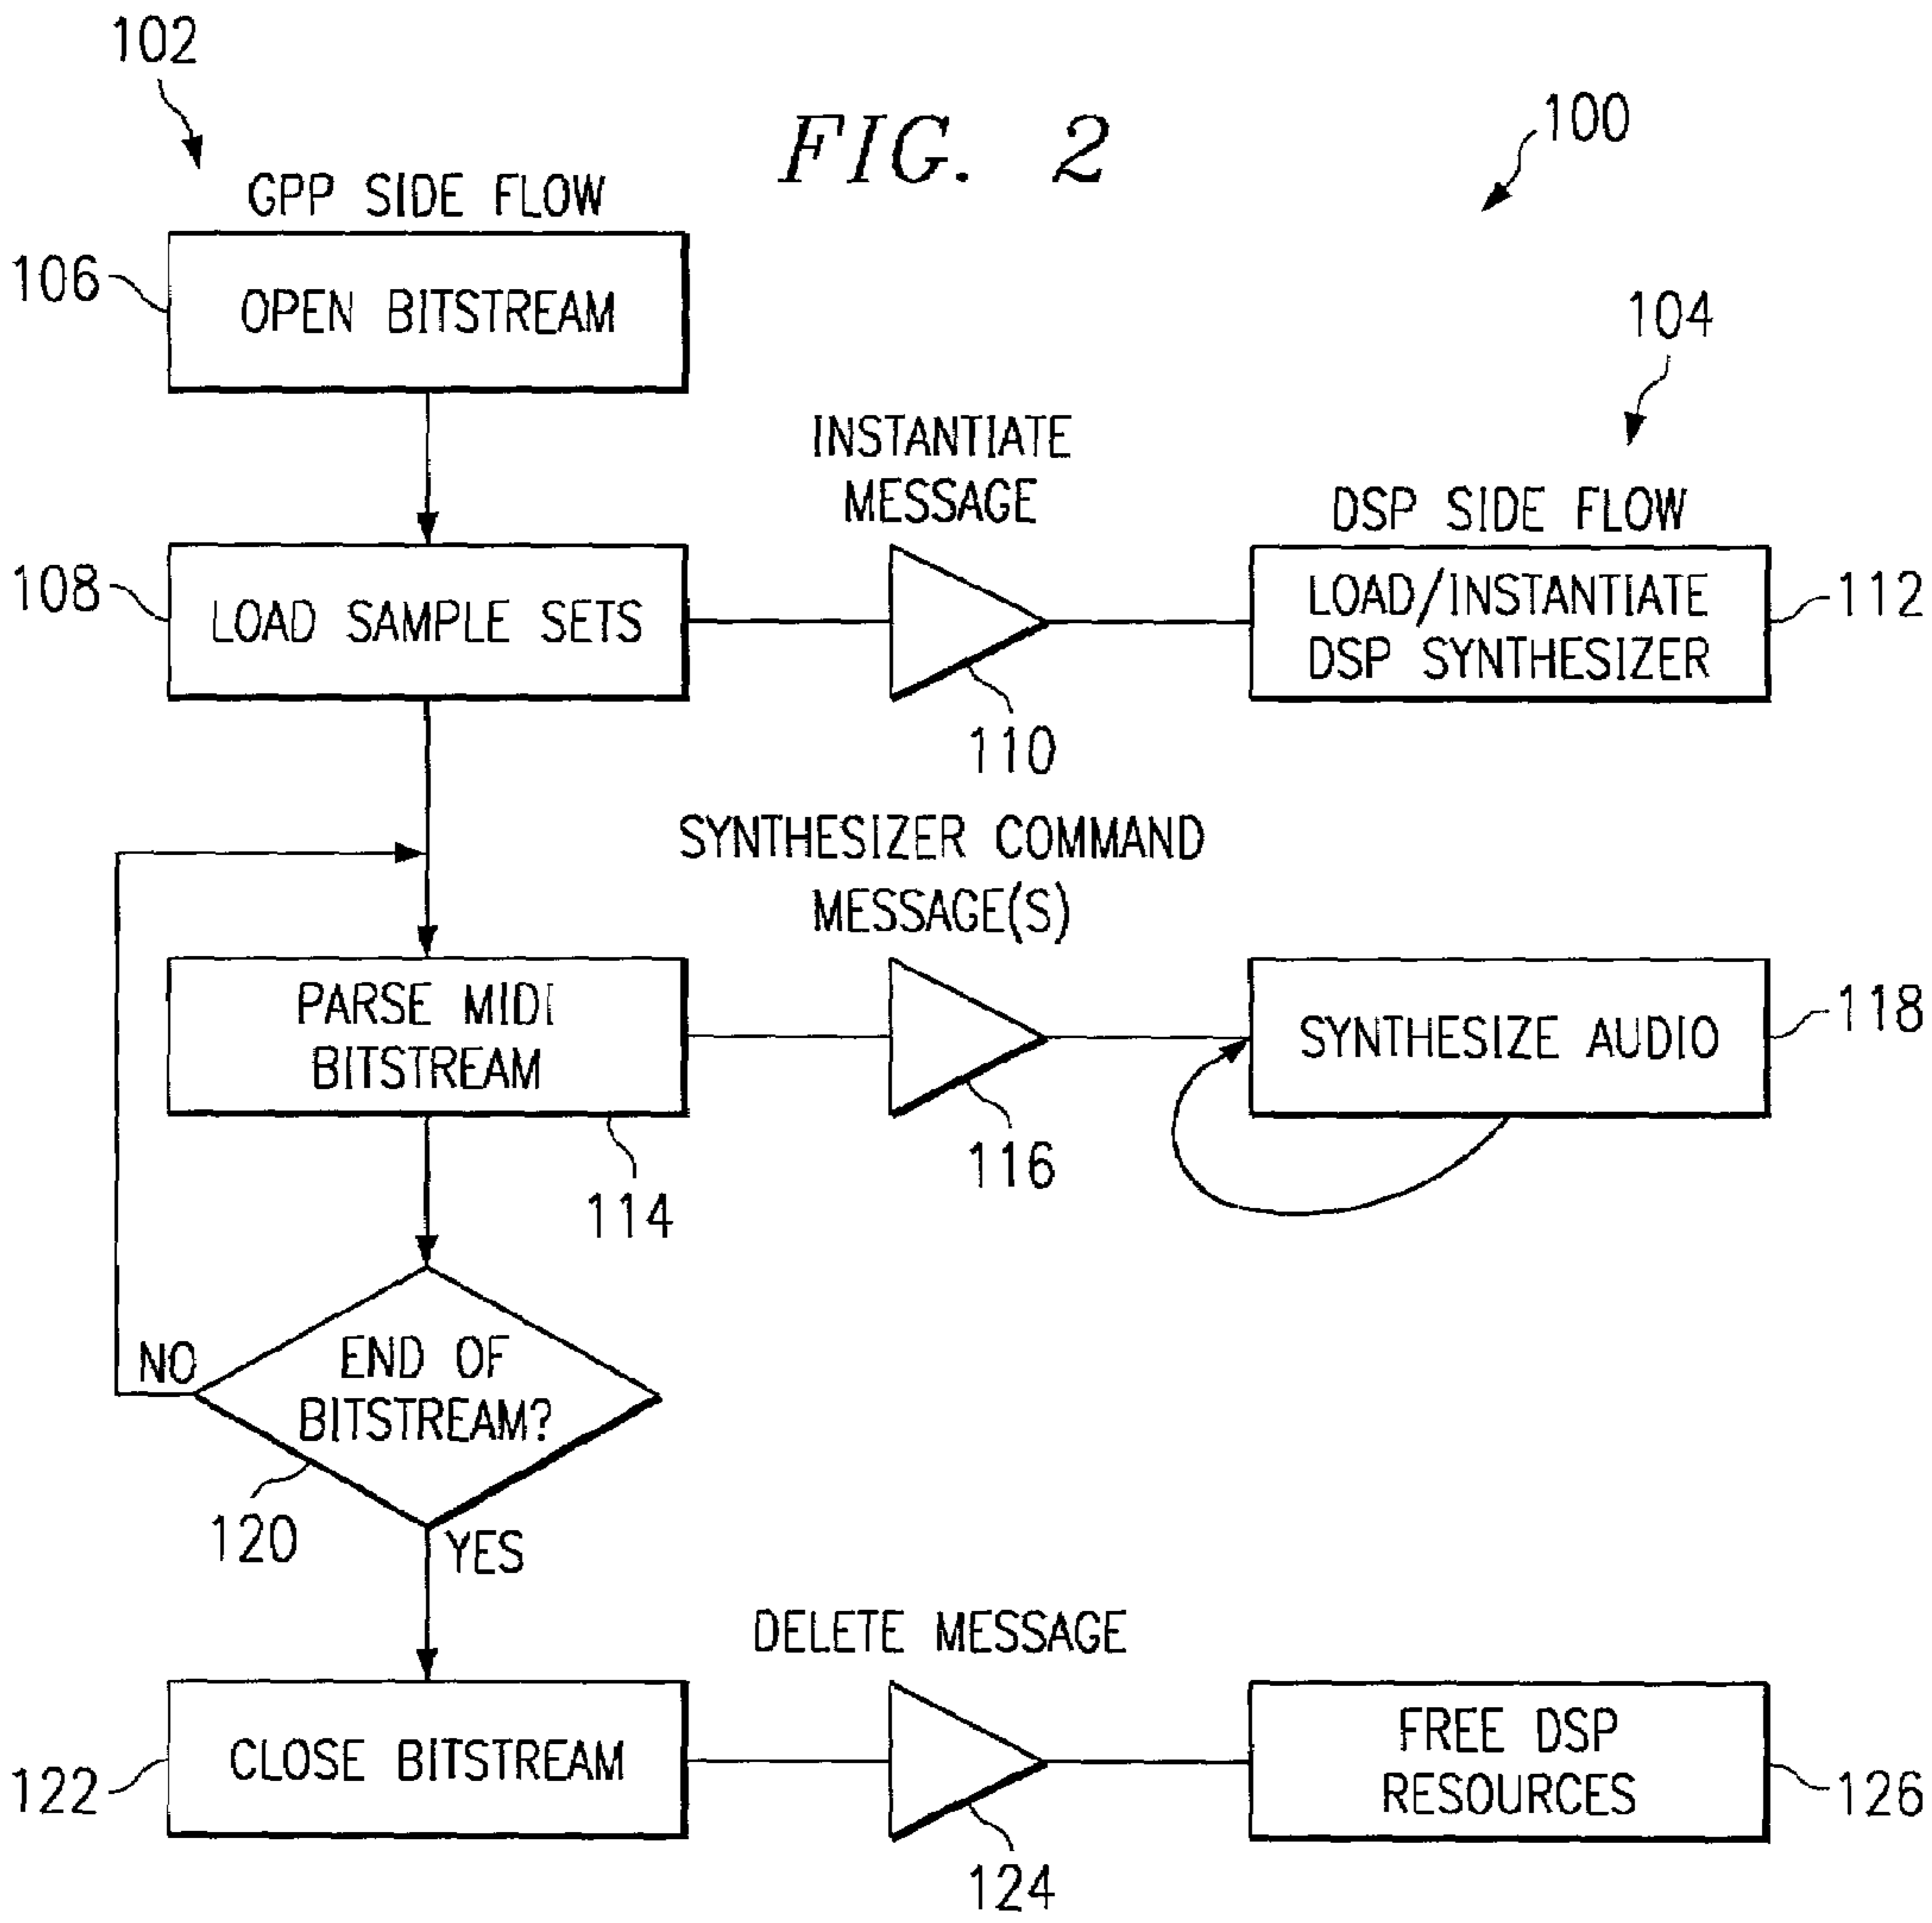 102
FIG. 2
100
GPP SIDE FLOW
106
OPEN BITSTREAM
104
INSTANTIATE
MESSAGE
DSP SIDE FLOW
108
LOAD SAMPLE SETS
LOAD/INSTANTIATE
DSP SYNTHESIZER
112
110
SYNTHESIZER COMMAND
MESSAGE(S)
PARSE MIDI
BITSTREAM
SYNTHESIZE AUDIO
118
116
114
NO
END OF
BITSTREAM?
120
YES
DELETE MESSAGE
122
CLOSE BITSTREAM
FREE DSP
RESOURCES
126
124